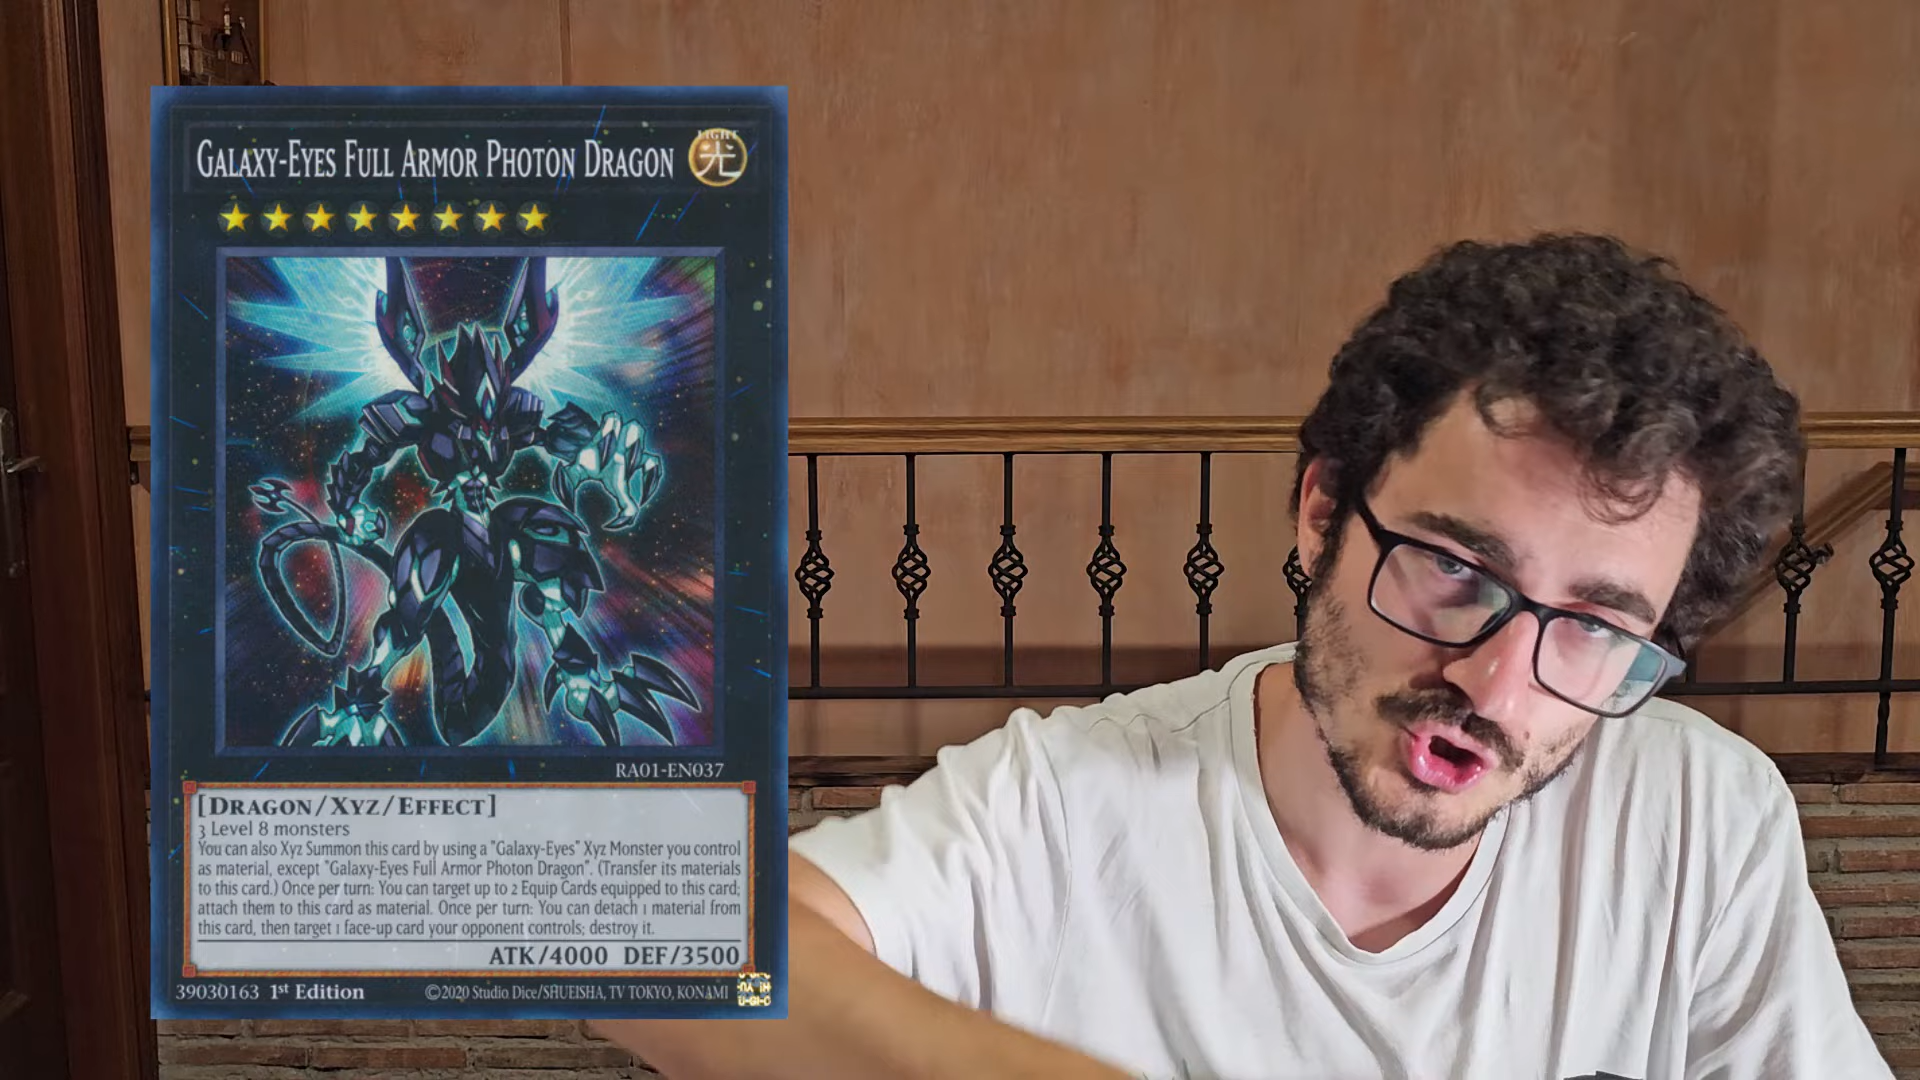 GALAXY-EYES FULL ARMOR PHOTON DRAGON
LIGHT
光
RA01-EN037
[DRAGON/XYZ/EFFECT]
3 Level 8 monsters
You can also Xyz Summon this card by using a "Galaxy-Eyes" Xyz Monster you control
as material, except "Galaxy-Eyes Full Armor Photon Dragon". (Transfer its materials
to this card.) Once per turn: You can target up to 2 Equip Cards equipped to this card;
attach them to this card as material. Once per turn: You can detach 1 material from
this card, then target 1 face-up card your opponent controls; destroy it.
ATK/4000 DEF/3500
39030163 1st Edition ©2020 Studio Dice/SHUEISHA, TV TOKYO, KONAMI